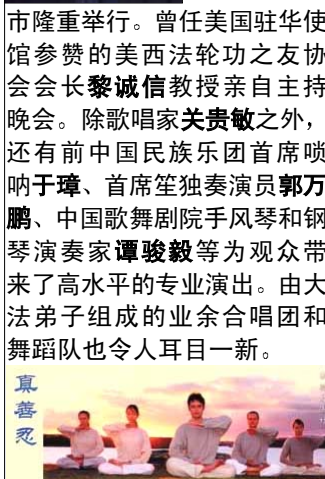 市隆重举行。曾任美国驻华使
馆参赞的美西法轮功之友协
会会长黎诚信教授亲自主持
晚会。除歌唱家关贵敏之外，
还有前中国民族乐团首席唢
呐于璋、首席笙独奏演员郭万
鹏、中国歌舞剧院手风琴和钢
琴演奏家谭骏毅等为观众带
来了高水平的专业演出。由大
法弟子组成的业余合唱团和
舞蹈队也令人耳目一新。
真
善
忍